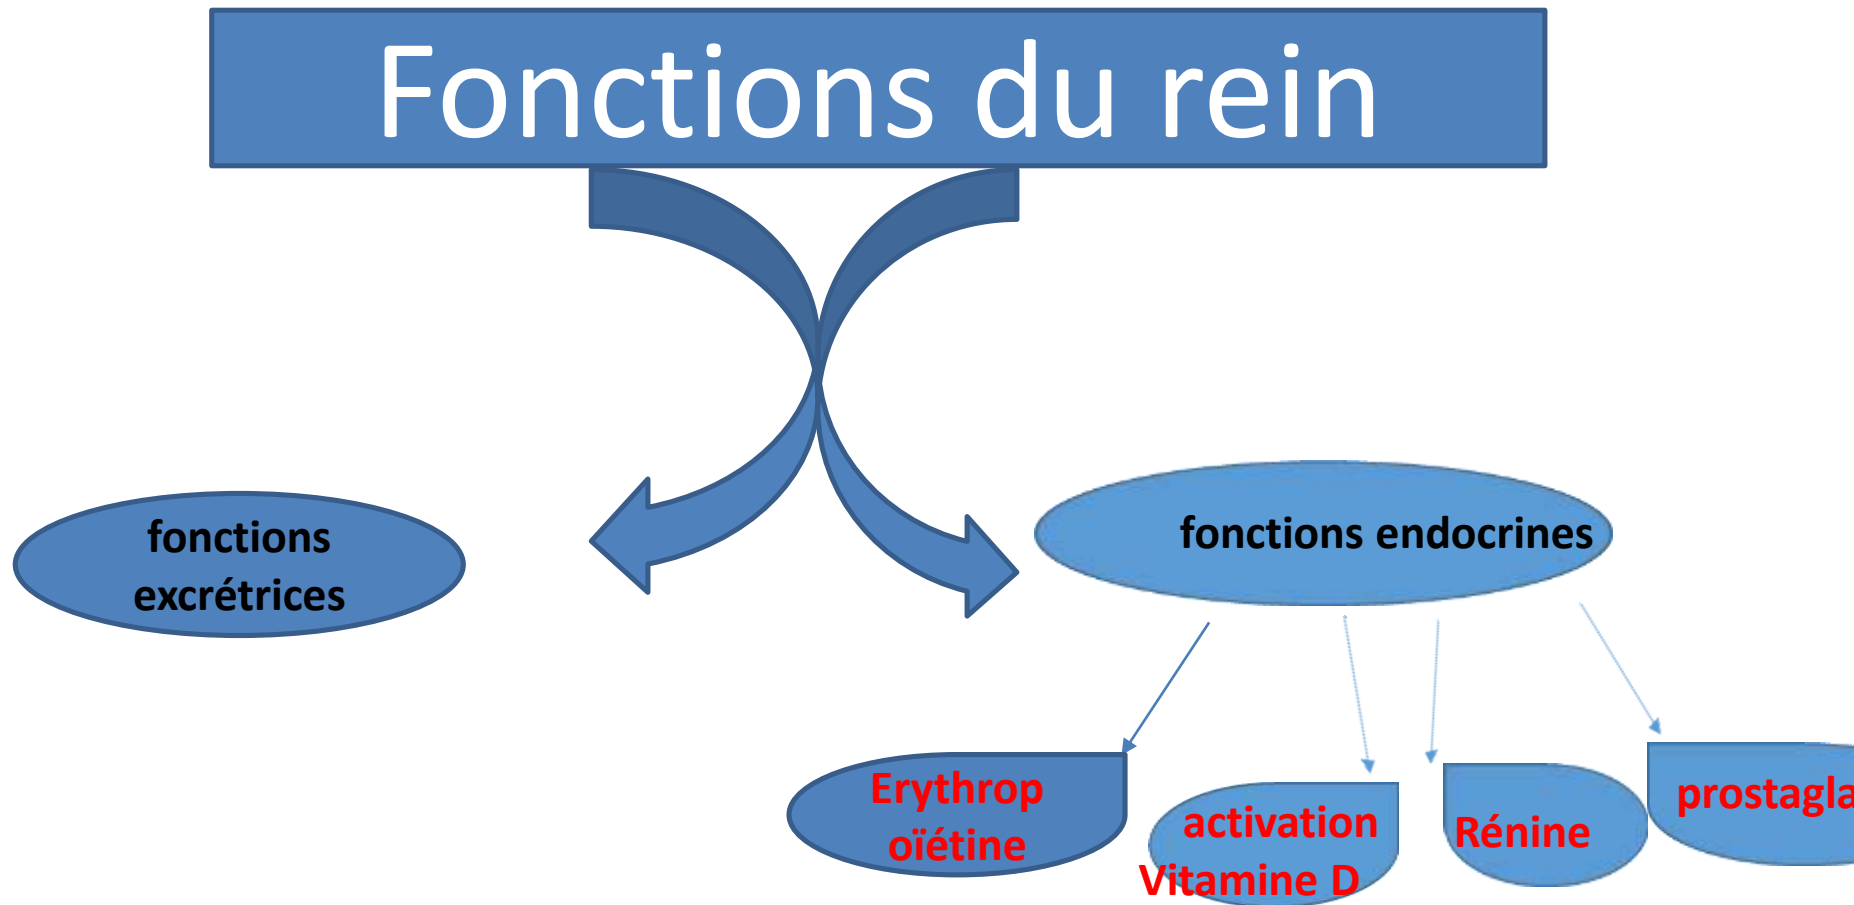 Fonctions du rein
fonctions
excrétrices
fonctions endocrines
Erythrop
oïétine
activation
Vitamine D
Rénine
prostagla